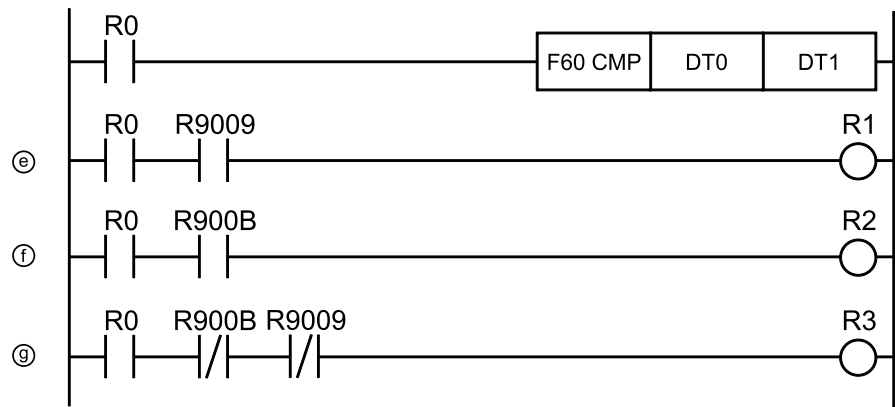 R0
F60 CMP DT0 DT1
R0 R9009 R1
ⓔ
R0 R900B R2
ⓕ
R0 R900B R9009 R3
ⓖ